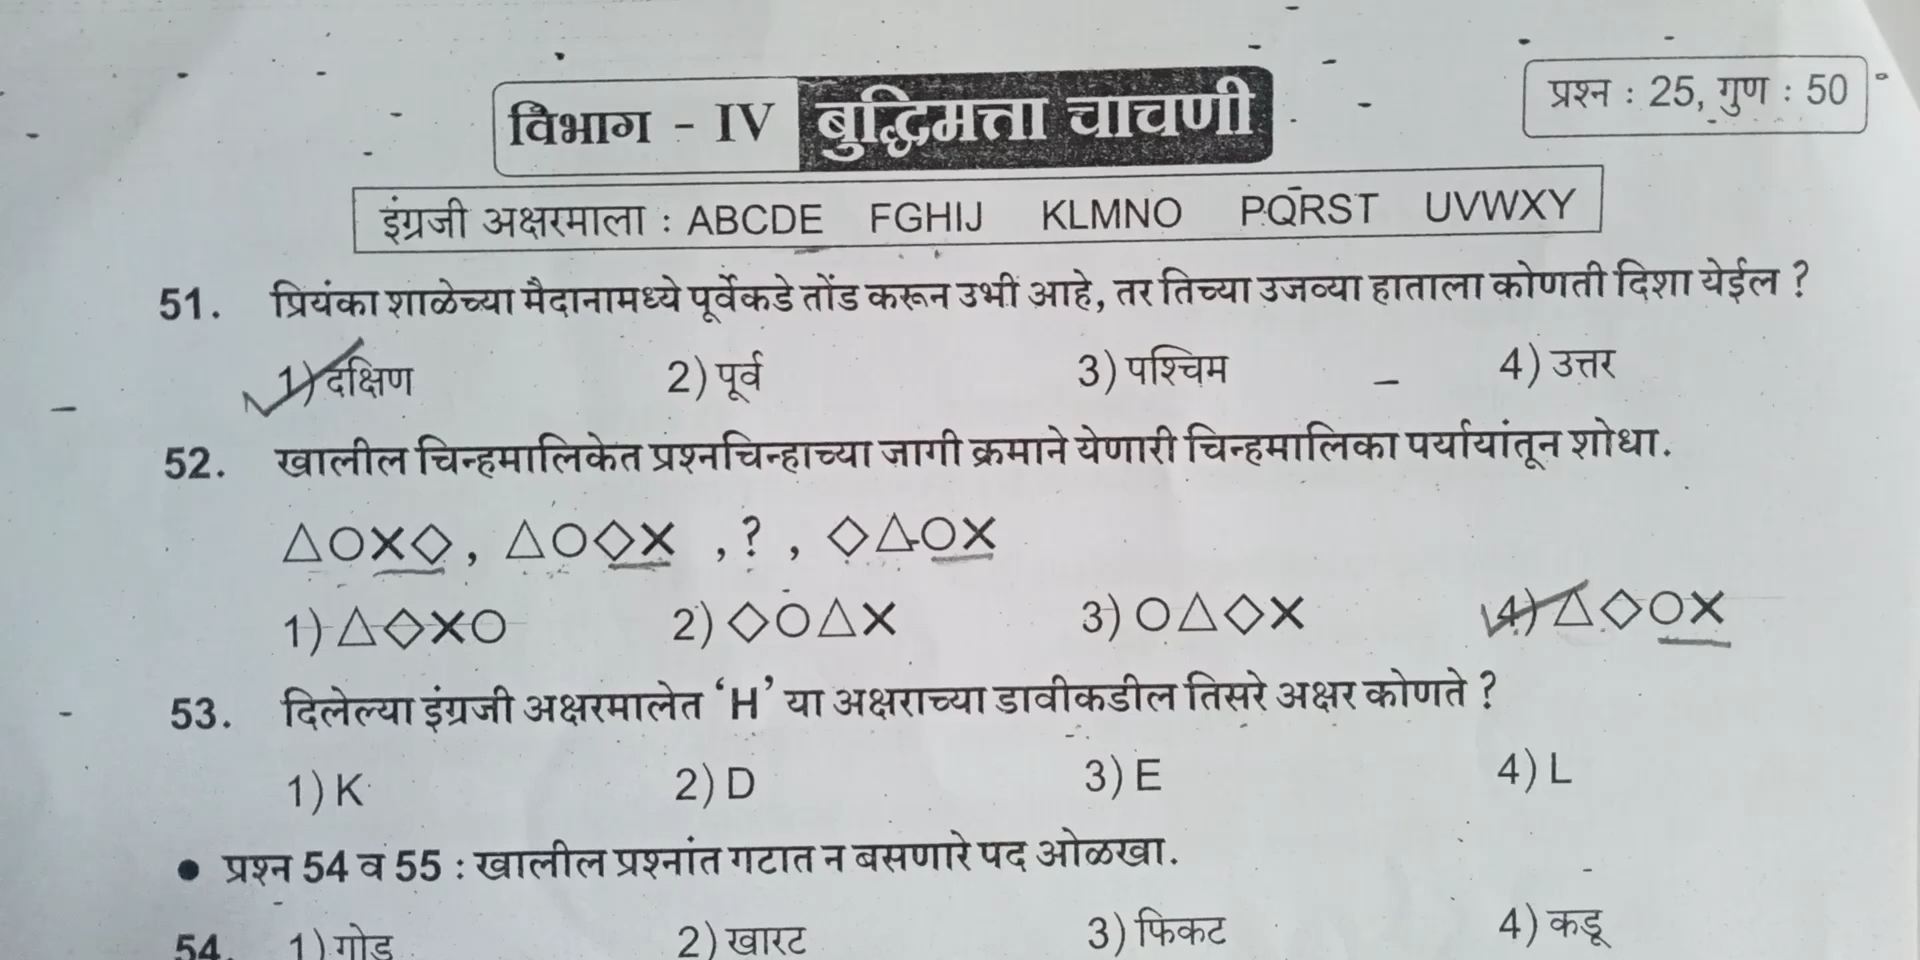 विभाग - IV बुद्धिमत्ता चाचणी
प्रश्न : 25, गुण : 50
इंग्रजी अक्षरमाला : ABCDE FGHIJ KLMNO PQRST UVWXY
51. प्रियंका शाळेच्या मैदानामध्ये पूर्वेकडे तोंड करून उभी आहे, तर तिच्या उजव्या हाताला कोणती दिशा येईल ?
1) दक्षिण 2) पूर्व 3) पश्चिम 4) उत्तर
52. खालील चिन्हमालिकेत प्रश्नचिन्हाच्या जागी क्रमाने येणारी चिन्हमालिका पर्यायांतून शोधा.
△○×◇, △○◇× ,? , ◇△○×
1) △◇×○ 2) ◇○△× 3) ○△◇× 4) △◇○×
53. दिलेल्या इंग्रजी अक्षरमालेत ‘H’ या अक्षराच्या डावीकडील तिसरे अक्षर कोणते ?
1) K 2) D 3) E 4) L
● प्रश्न 54 व 55 : खालील प्रश्नांत गटात न बसणारे पद ओळखा.
54. 1) गोड 2) खारट 3) फिकट 4) कडू